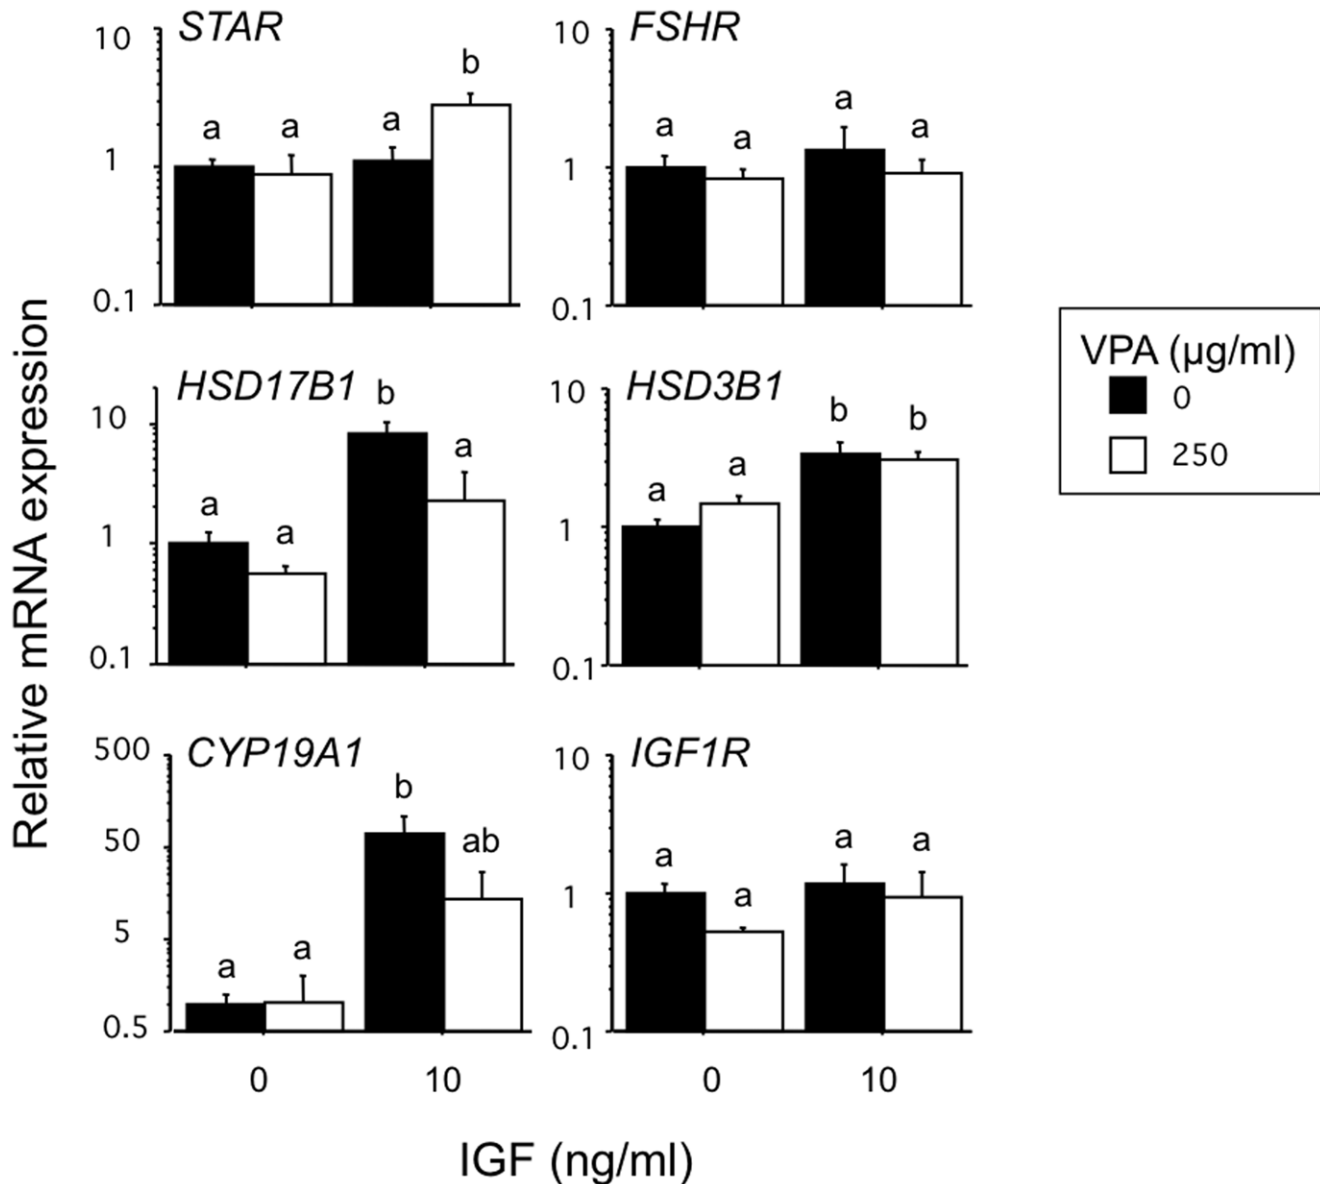 STAR
10
1
0.1
a
a
a
b
FSHR
10
1
0.1
a
a
a
a
HSD17B1
10
1
0.1
a
a
b
a
HSD3B1
10
1
0.1
a
a
b
b
CYP19A1
500
50
5
0.5
a
a
b
ab
0
10
IGF1R
10
1
0.1
a
a
a
a
0
10
Relative mRNA expression
IGF (ng/ml)
VPA (µg/ml)
0
250